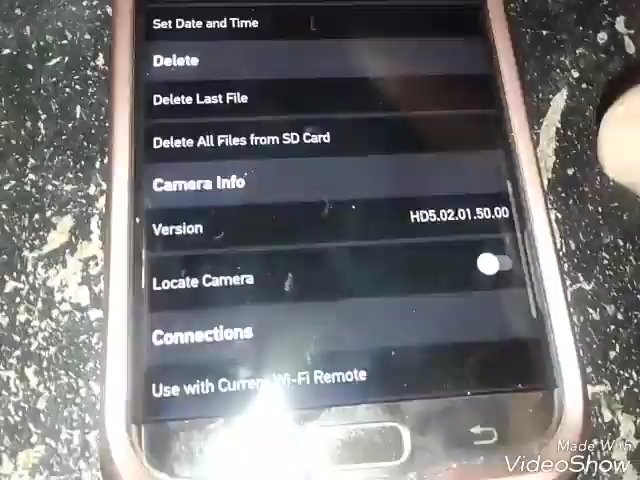 Set Date and Time
Delete
Delete Last File
Delete All Files from SD Card
Camera Info
Version HD5.02.01.50.00
Locate Camera
Connections
Use with Current Wi-Fi Remote
Made With
VideoShow